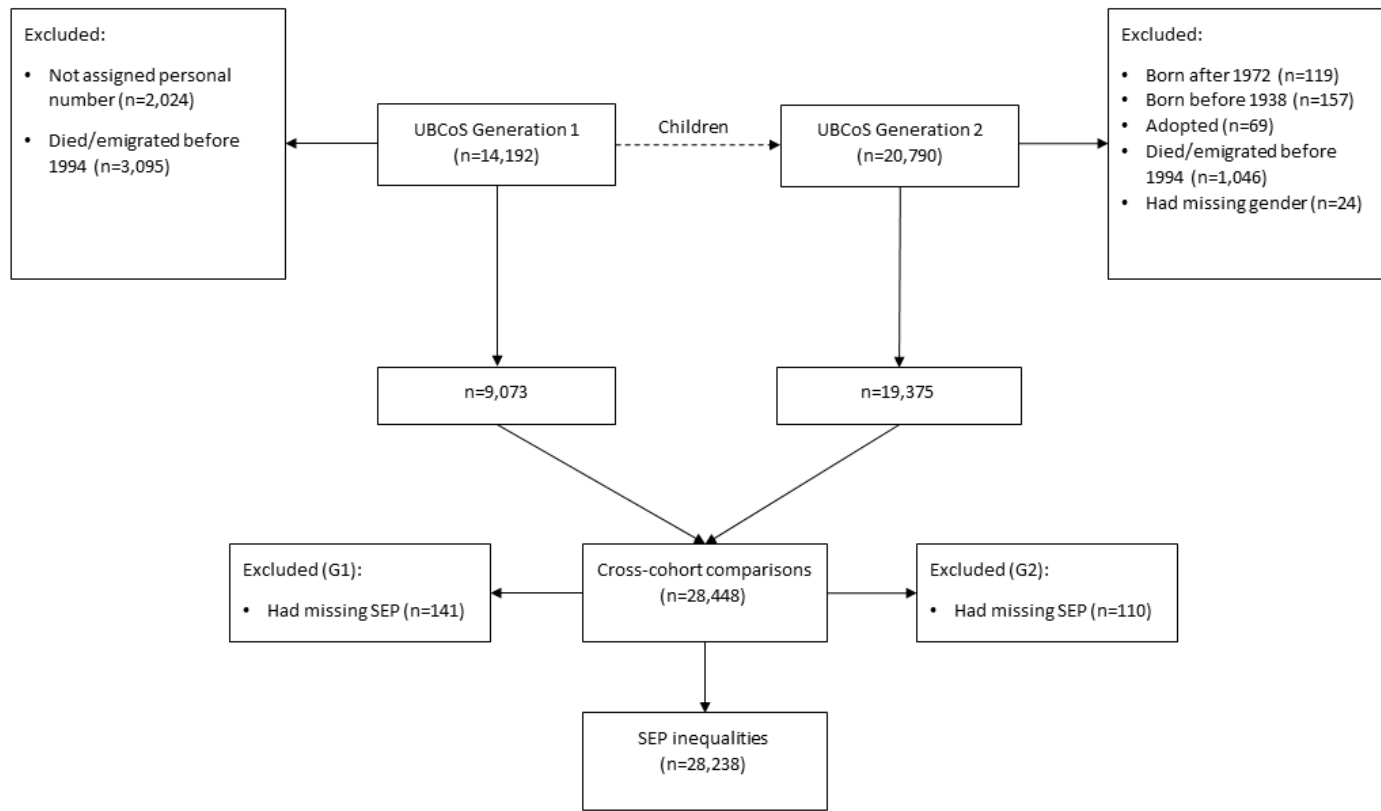 Excluded:
• Not assigned personal
number (n=2,024)
• Died/emigrated before
1994 (n=3,095)
UBCoS Generation 1
(n=14,192)
Children
UBCoS Generation 2
(n=20,790)
Excluded:
• Born after 1972 (n=119)
• Born before 1938 (n=157)
• Adopted (n=69)
• Died/emigrated before
1994 (n=1,046)
• Had missing gender (n=24)
n=9,073
n=19,375
Excluded (G1):
• Had missing SEP (n=141)
Cross-cohort comparisons
(n=28,448)
Excluded (G2):
• Had missing SEP (n=110)
SEP inequalities
(n=28,238)